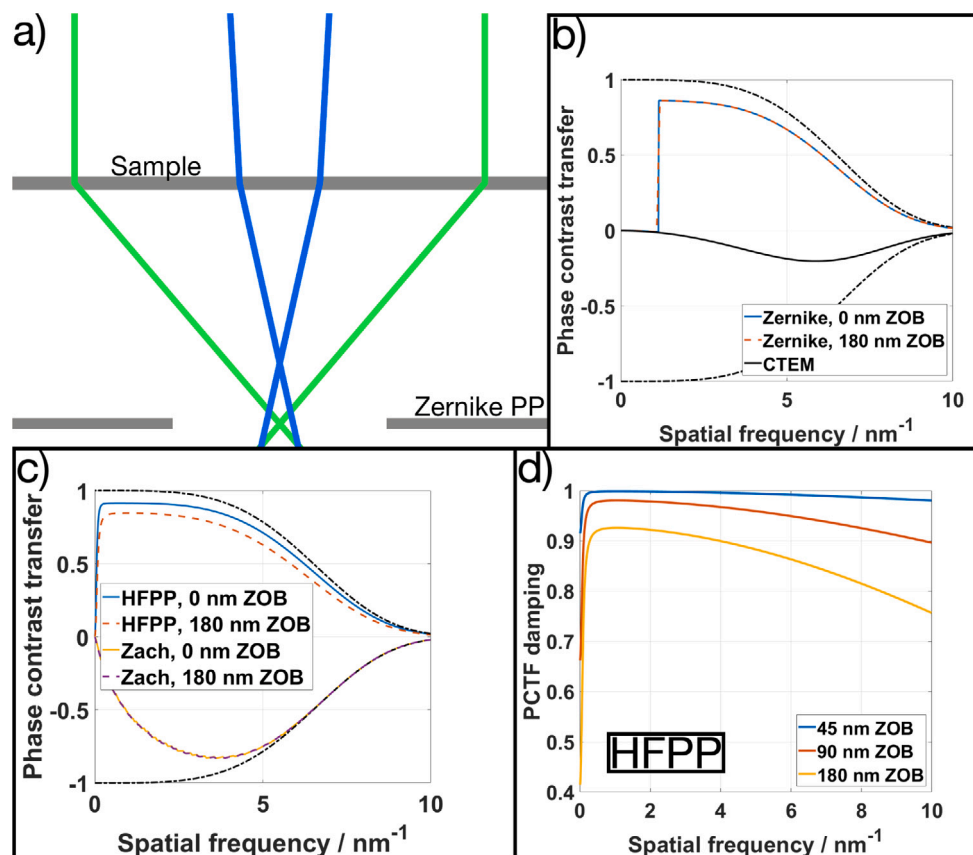 a)
Sample
Zernike PP
b)
Phase contrast transfer
1
0.5
0
-0.5
-1
Zernike, 0 nm ZOB
Zernike, 180 nm ZOB
CTEM
0
5
10
Spatial frequency / nm-1
c)
Phase contrast transfer
1
0.5
0
-0.5
-1
HFPP, 0 nm ZOB
HFPP, 180 nm ZOB
Zach, 0 nm ZOB
Zach, 180 nm ZOB
0
5
10
Spatial frequency / nm-1
d)
PCTF damping
1
0.9
0.8
0.7
0.6
0.5
0.4
HFPP
45 nm ZOB
90 nm ZOB
180 nm ZOB
0
2
4
6
8
10
Spatial frequency / nm-1